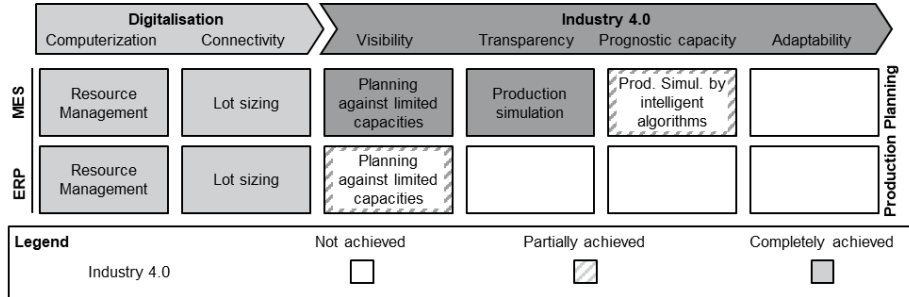 Digitalisation
Industry 4.0
Computerization
Connectivity
Visibility
Transparency
Prognostic capacity
Adaptability
MES
Resource
Management
Lot sizing
Planning
against limited
capacities
Production
simulation
Prod. Simul. by
intelligent
algorithms
ERP
Resource
Management
Lot sizing
Planning
against limited
capacities
Production Planning
Legend
Not achieved
Partially achieved
Completely achieved
Industry 4.0